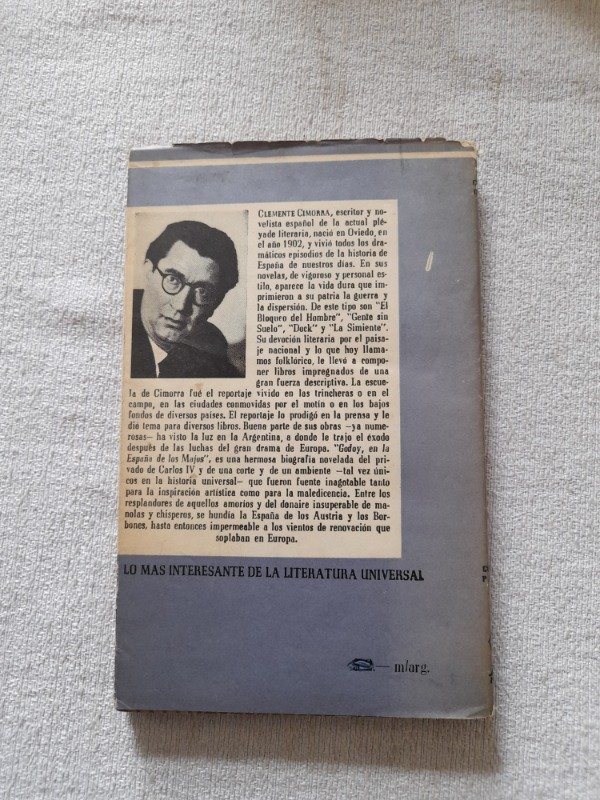 CLEMENTE CIMORRA, escritor y no-
velista español de la actual plé-
yade literaria, nació en Oviedo, en
el año 1902, y vivió todos los dra-
máticos episodios de la historia de
España de nuestros días. En sus
novelas, de vigoroso y personal es-
tilo, aparece la vida dura que im-
primieron a su patria la guerra y
la dispersión. De este tipo son "El
Bloqueo del Hombre", "Gente sin
Suelo", "Dock" y "La Simiente".
Su devoción literaria por el paisa-
je nacional y lo que hoy llama-
mos folklórico, le llevó a compo-
ner libros impregnados de una
gran fuerza descriptiva. La escue-
la de Cimorra fué el reportaje vivido en las trincheras o en el
campo, en las ciudades conmovidas por el motín o en los bajos
fondos de diversos países. El reportaje lo prodigó en la prensa y le
dió tema para diversos libros. Buena parte de sus obras —ya nume-
rosas— ha visto la luz en la Argentina, a donde le trajo el éxodo
después de las luchas del gran drama de Europa. "Godoy, en la
España de los Majos", es una hermosa biografía novelada del pri-
vado de Carlos IV y de una corte y de un ambiente —tal vez úni-
cos en la historia universal— que fueron fuente inagotable tanto
para la inspiración artística como para la maledicencia. Entre los
resplandores de aquellos amoríos y del donaire insuperable de ma-
nolas y chisperos, se hundía la España de los Austria y los Bor-
bones, hasta entonces impermeable a los vientos de renovación que
soplaban en Europa.
LO MAS INTERESANTE DE LA LITERATURA UNIVERSAL
m/arg.